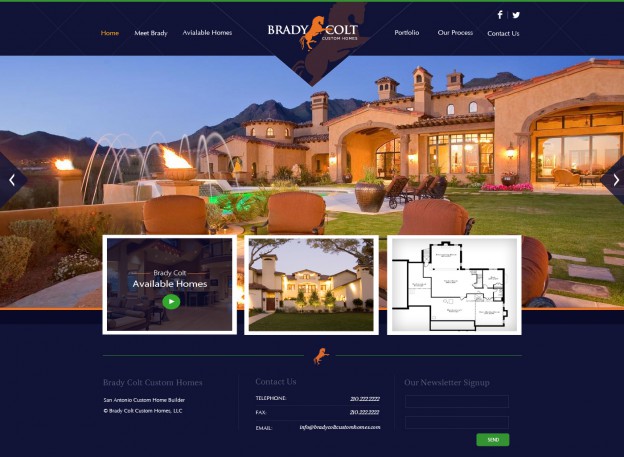 Home
Meet Brady
Avialable Homes
BRADY COLT
CUSTOM HOMES
Portfolio
Our Process
Contact Us
Brady Colt
Available Homes
Brady Colt Custom Homes
San Antonio Custom Home Builder
© Brady Colt Custom Homes, LLC
Contact Us
TELEPHONE: 210.222.2222
FAX: 210.222.2222
EMAIL: info@bradycoltcustomhomes.com
Our Newsletter Signup
SEND